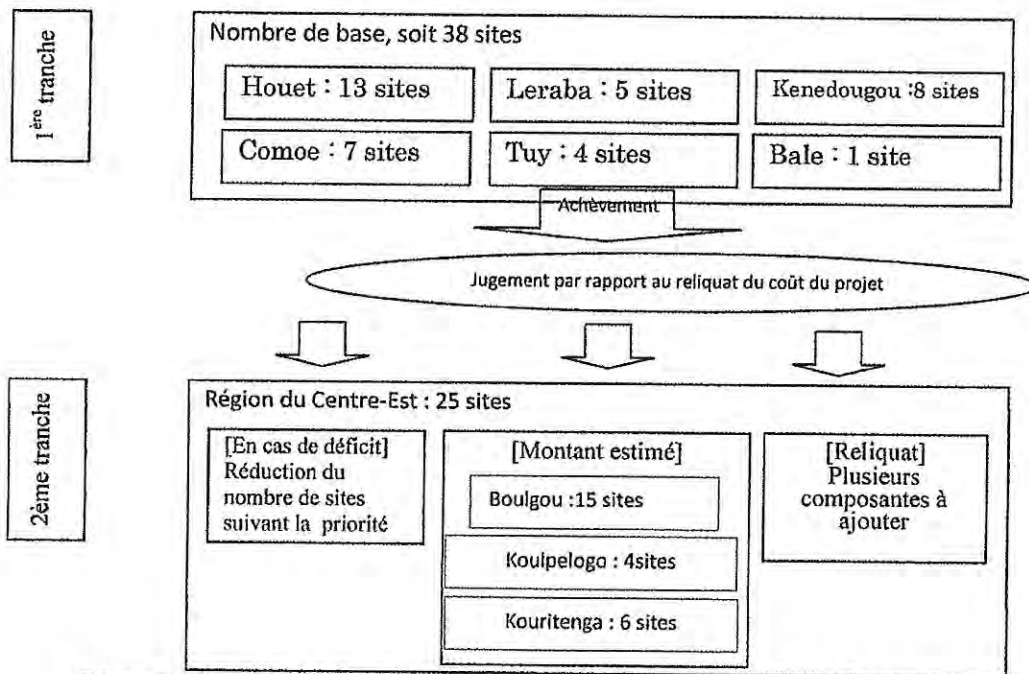 1ère tranche
Nombre de base, soit 38 sites
Houet : 13 sites
Leraba : 5 sites
Kenedougou :8 sites
Comoe : 7 sites
Tuy : 4 sites
Bale : 1 site
Achèvement
Jugement par rapport au reliquat du coût du projet
2ème tranche
Région du Centre-Est : 25 sites
[En cas de déficit]
Réduction du
nombre de sites
suivant la priorité
[Montant estimé]
Boulgou :15 sites
Koulpelogo : 4sites
Kouritenga : 6 sites
[Reliquat]
Plusieurs
composantes à
ajouter